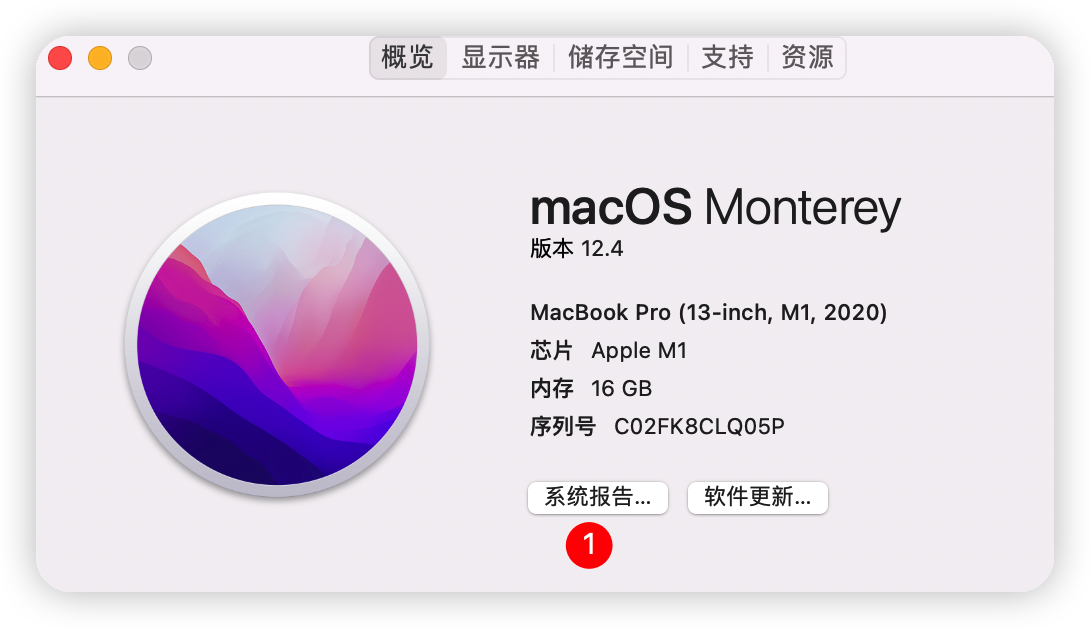 概览 显示器 储存空间 支持 资源
macOS Monterey
版本 12.4
MacBook Pro (13-inch, M1, 2020)
芯片 Apple M1
内存 16 GB
序列号 C02FK8CLQ05P
系统报告... 软件更新...
1